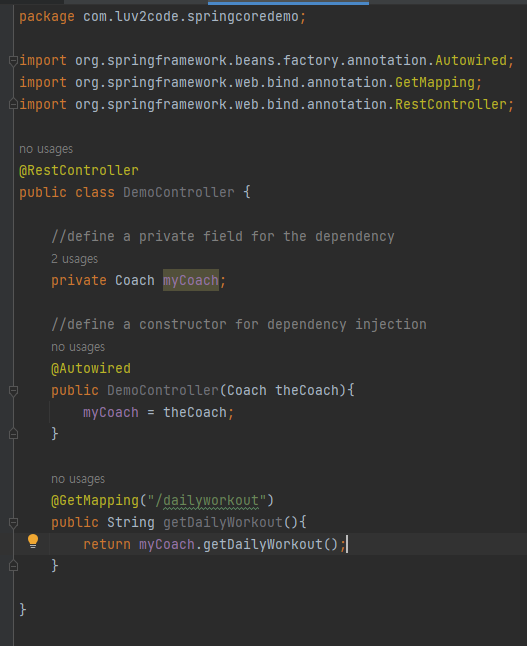 package com.luv2code.springcoredemo;
import org.springframework.beans.factory.annotation.Autowired;
import org.springframework.web.bind.annotation.GetMapping;
import org.springframework.web.bind.annotation.RestController;
no usages
@RestController
public class DemoController {
//define a private field for the dependency
2 usages
private Coach myCoach;
//define a constructor for dependency injection
no usages
@Autowired
public DemoController(Coach theCoach){
myCoach = theCoach;
}
no usages
@GetMapping("/dailyworkout")
public String getDailyWorkout(){
return myCoach.getDailyWorkout();
}
}